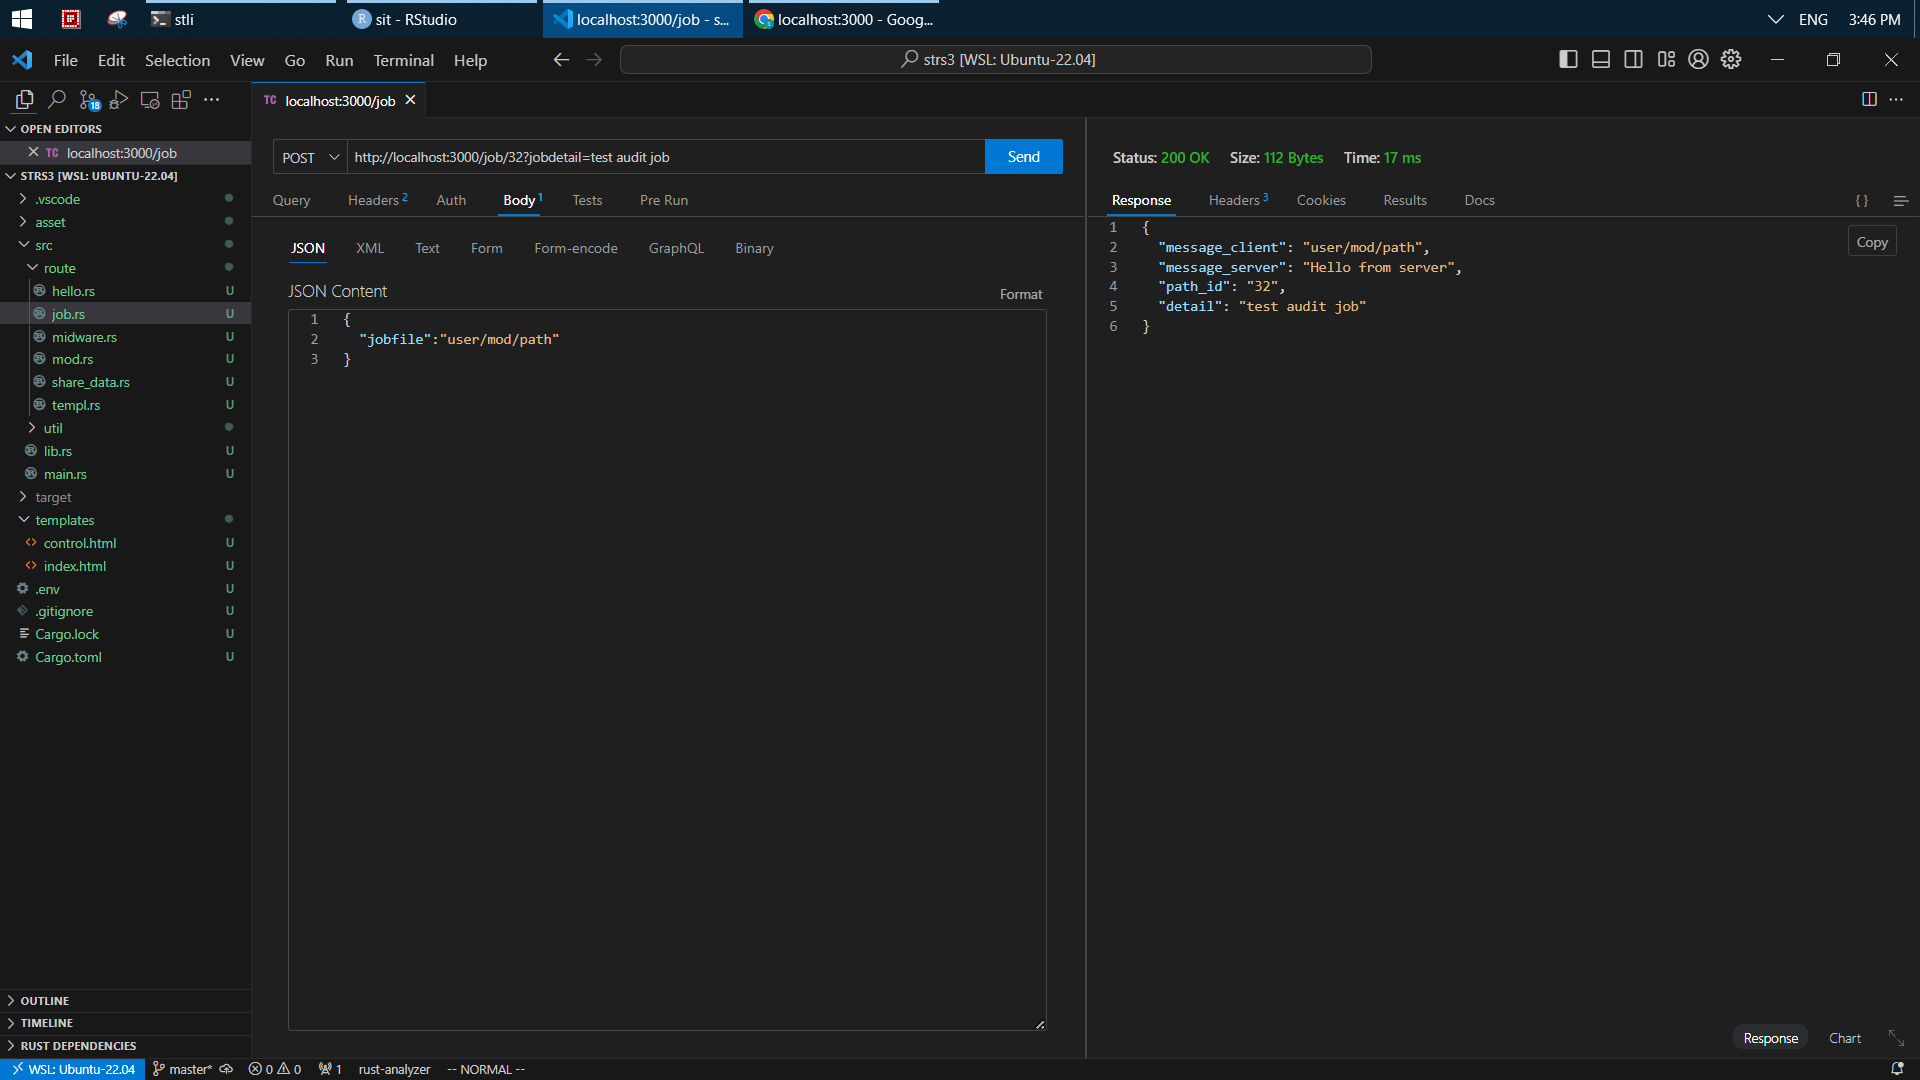 stli
sit - RStudio
localhost:3000/job - s...
localhost:3000 - Goog...
ENG
3:46 PM
File Edit Selection View Go Run Terminal Help
strs3 [WSL: Ubuntu-22.04]
18
localhost:3000/job
OPEN EDITORS
TC localhost:3000/job
STRS3 [WSL: UBUNTU-22.04]
.vscode
asset
src
route
hello.rs U
job.rs U
midware.rs U
mod.rs U
share_data.rs U
templ.rs U
util
lib.rs U
main.rs U
target
templates
control.html U
index.html U
.env U
.gitignore U
Cargo.lock U
Cargo.toml U
OUTLINE
TIMELINE
RUST DEPENDENCIES
TC localhost:3000/job
POST http://localhost:3000/job/32?jobdetail=test audit job Send
Query Headers 2 Auth Body 1 Tests Pre Run
JSON XML Text Form Form-encode GraphQL Binary
JSON Content
Format
1 {
2 "jobfile":"user/mod/path"
3 }
Status: 200 OK Size: 112 Bytes Time: 17 ms
Response Headers 3 Cookies Results Docs { }
Copy
1 {
2 "message_client": "user/mod/path",
3 "message_server": "Hello from server",
4 "path_id": "32",
5 "detail": "test audit job"
6 }
Response Chart
WSL: Ubuntu-22.04 master* 0 0 1 rust-analyzer -- NORMAL --